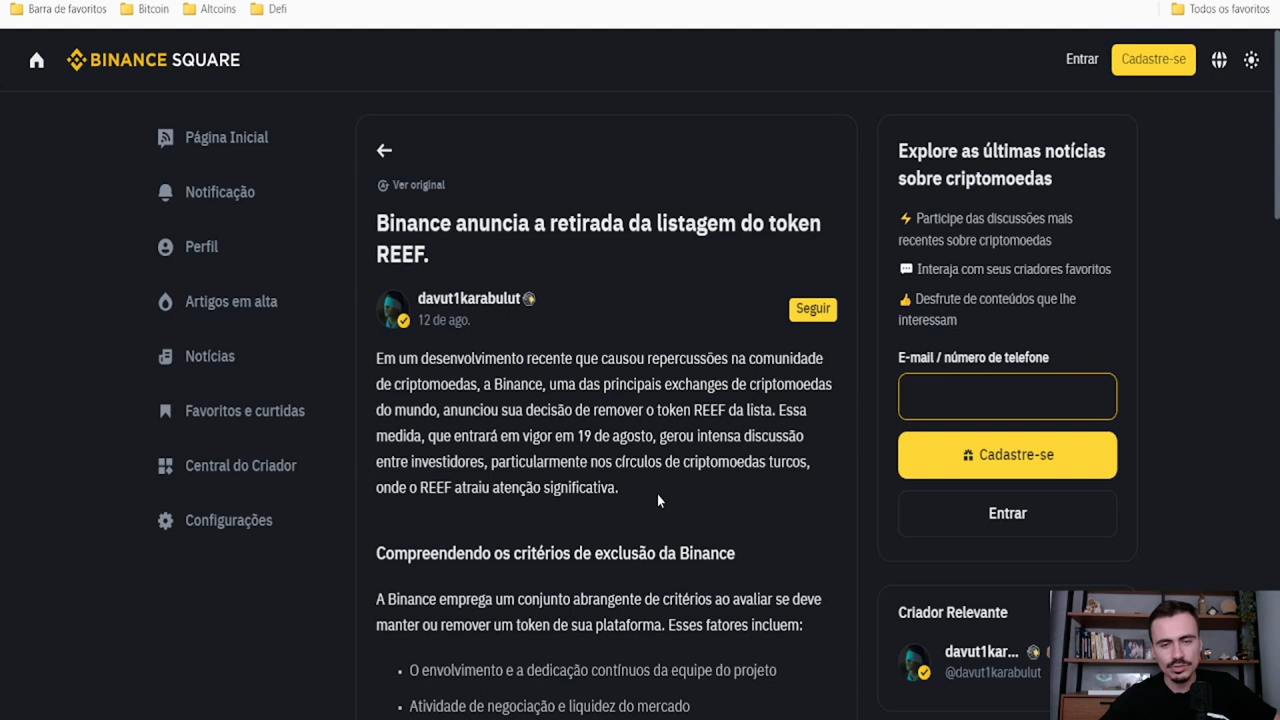 Barra de favoritos
Bitcoin
Altcoins
Defi
Todos os favoritos
BINANCE SQUARE
Entrar
Cadastre-se
Página Inicial
Notificação
Perfil
Artigos em alta
Notícias
Favoritos e curtidas
Central do Criador
Configurações
Ver original
Binance anuncia a retirada da listagem do token
REEF.
davut1karabulut
12 de ago.
Seguir
Em um desenvolvimento recente que causou repercussões na comunidade
de criptomoedas, a Binance, uma das principais exchanges de criptomoedas
do mundo, anunciou sua decisão de remover o token REEF da lista. Essa
medida, que entrará em vigor em 19 de agosto, gerou intensa discussão
entre investidores, particularmente nos círculos de criptomoedas turcos,
onde o REEF atraiu atenção significativa.
Compreendendo os critérios de exclusão da Binance
A Binance emprega um conjunto abrangente de critérios ao avaliar se deve
manter ou remover um token de sua plataforma. Esses fatores incluem:
• O envolvimento e a dedicação contínuos da equipe do projeto
• Atividade de negociação e liquidez do mercado
Explore as últimas notícias
sobre criptomoedas
Participe das discussões mais
recentes sobre criptomoedas
Interaja com seus criadores favoritos
Desfrute de conteúdos que lhe
interessam
E-mail / número de telefone
Cadastre-se
Entrar
Criador Relevante
davut1kar...
@davut1karabulut